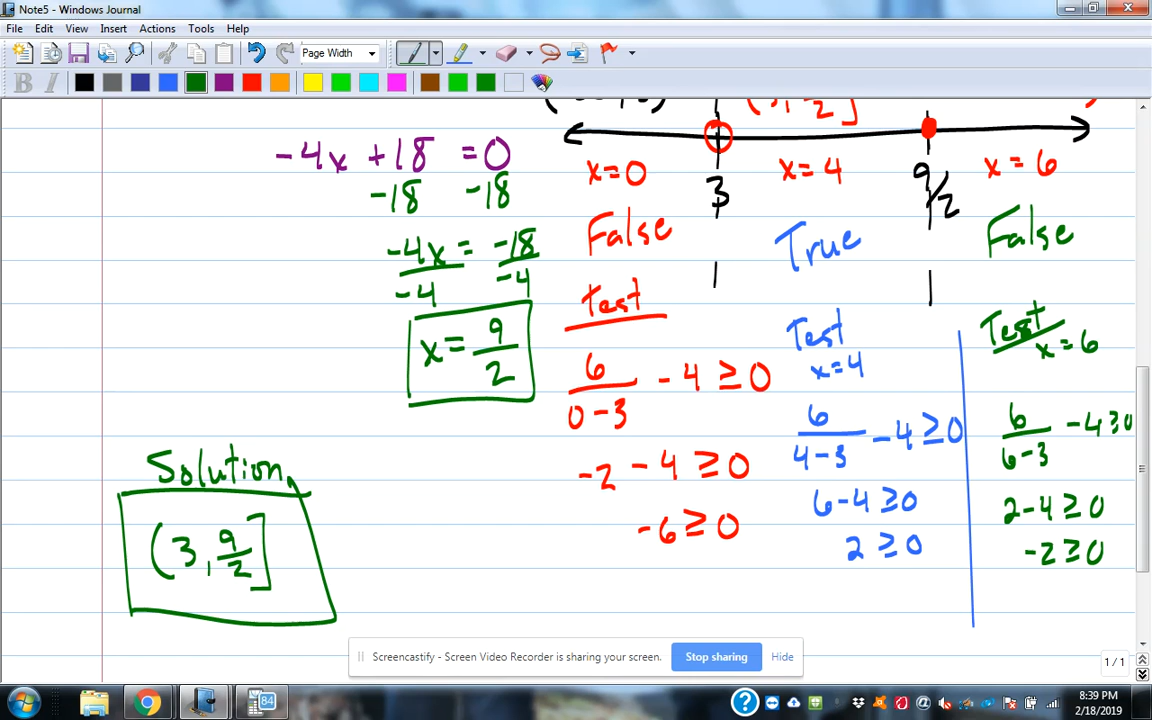 Note5 - Windows Journal
File Edit View Insert Actions Tools Help
Page Width
B I
-4x +18 = 0
-18 -18
-4x = -18
-4 -4
x = 9/2
Solution
(3, 9/2]
3
9/2
x=0 x=4 x=6
False True False
Test
6/(0-3) - 4 ≥ 0
-2 - 4 ≥ 0
-6 ≥ 0
Test
x=4
6/(4-3) - 4 ≥ 0
6-4 ≥ 0
2 ≥ 0
Test
x=6
6/(6-3) - 4 ≥ 0
2-4 ≥ 0
-2 ≥ 0
Screencastify - Screen Video Recorder is sharing your screen. Stop sharing Hide
1 / 1
84
8:39 PM
2/18/2019